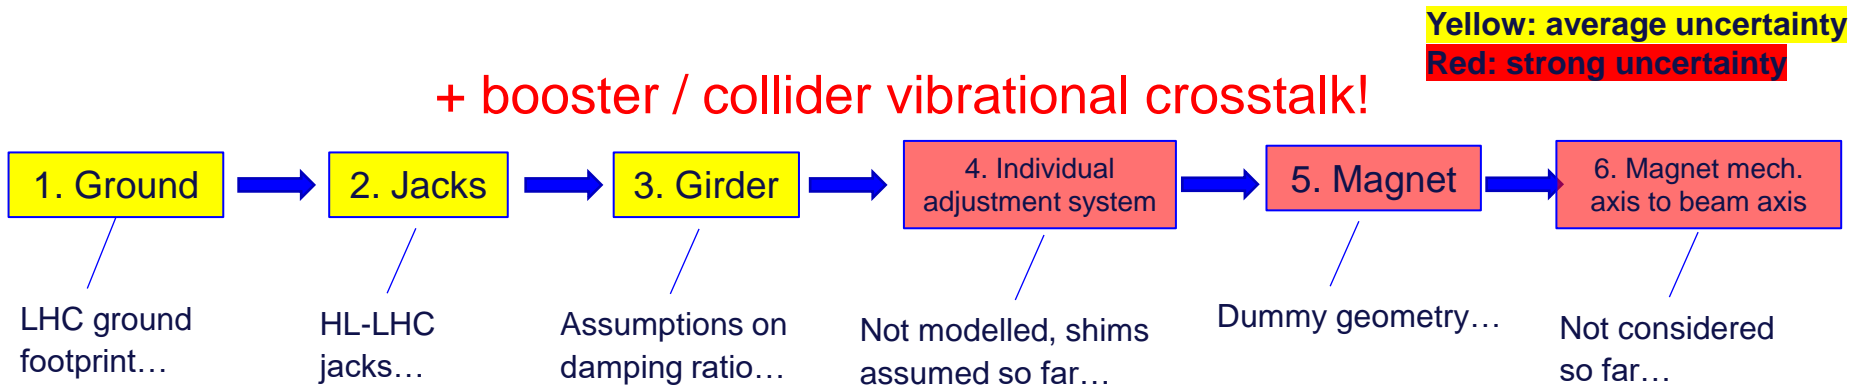 Yellow: average uncertainty
Red: strong uncertainty
+ booster / collider vibrational crosstalk!
1. Ground
2. Jacks
3. Girder
4. Individual
adjustment system
5. Magnet
6. Magnet mech.
axis to beam axis
LHC ground
footprint…
HL-LHC
jacks…
Assumptions on
damping ratio…
Not modelled, shims
assumed so far…
Dummy geometry…
Not considered
so far…